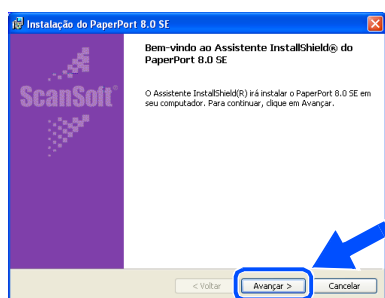 Instalação do PaperPort 8.0 SE
Bem-vindo ao Assistente InstallShield® do
PaperPort 8.0 SE
O Assistente InstallShield(R) irá instalar o PaperPort 8.0 SE em
seu computador. Para continuar, clique em Avançar.
ScanSoft®
< Voltar
Avançar >
Cancelar